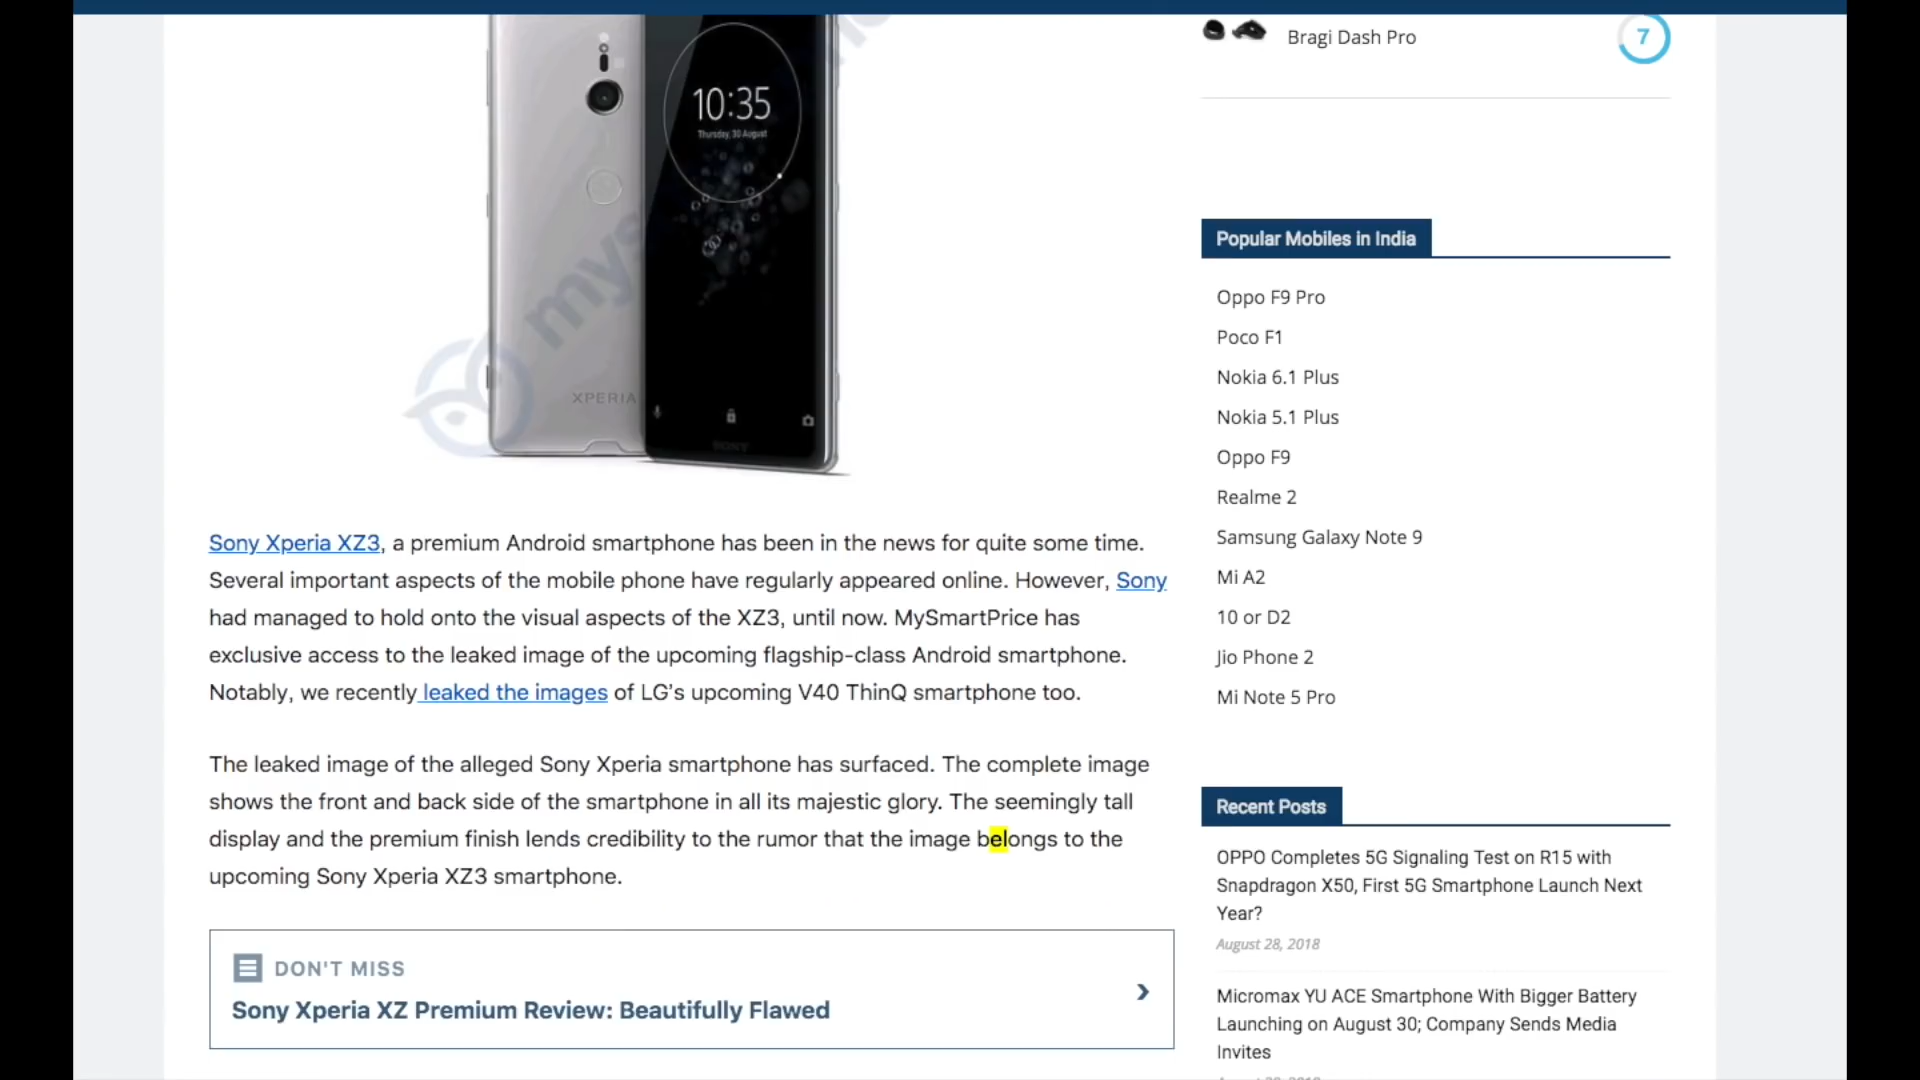 10:35
Thursday, 30 August
mys
XPERIA
SONY
Sony Xperia XZ3, a premium Android smartphone has been in the news for quite some time.
Several important aspects of the mobile phone have regularly appeared online. However, Sony
had managed to hold onto the visual aspects of the XZ3, until now. MySmartPrice has
exclusive access to the leaked image of the upcoming flagship-class Android smartphone.
Notably, we recently leaked the images of LG's upcoming V40 ThinQ smartphone too.
The leaked image of the alleged Sony Xperia smartphone has surfaced. The complete image
shows the front and back side of the smartphone in all its majestic glory. The seemingly tall
display and the premium finish lends credibility to the rumor that the image belongs to the
upcoming Sony Xperia XZ3 smartphone.
DON'T MISS
Sony Xperia XZ Premium Review: Beautifully Flawed
Bragi Dash Pro
7
Popular Mobiles in India
Oppo F9 Pro
Poco F1
Nokia 6.1 Plus
Nokia 5.1 Plus
Oppo F9
Realme 2
Samsung Galaxy Note 9
Mi A2
10 or D2
Jio Phone 2
Mi Note 5 Pro
Recent Posts
OPPO Completes 5G Signaling Test on R15 with
Snapdragon X50, First 5G Smartphone Launch Next
Year?
August 28, 2018
Micromax YU ACE Smartphone With Bigger Battery
Launching on August 30; Company Sends Media
Invites